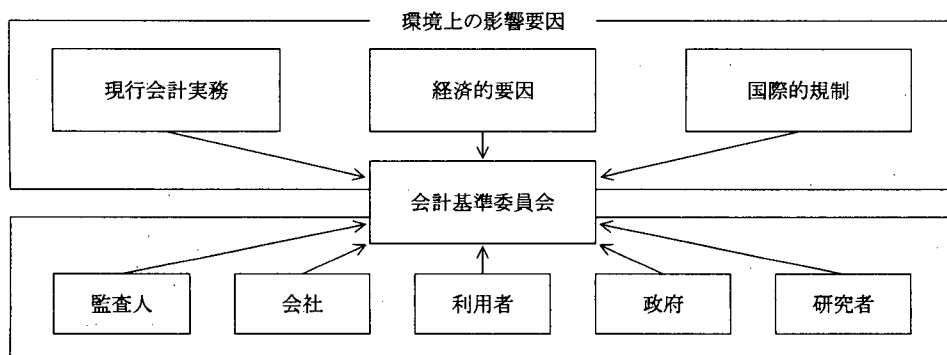 環境上の影響要因
現行会計実務
経済的要因
国際的規制
会計基準委員会
監査人
会社
利用者
政府
研究者